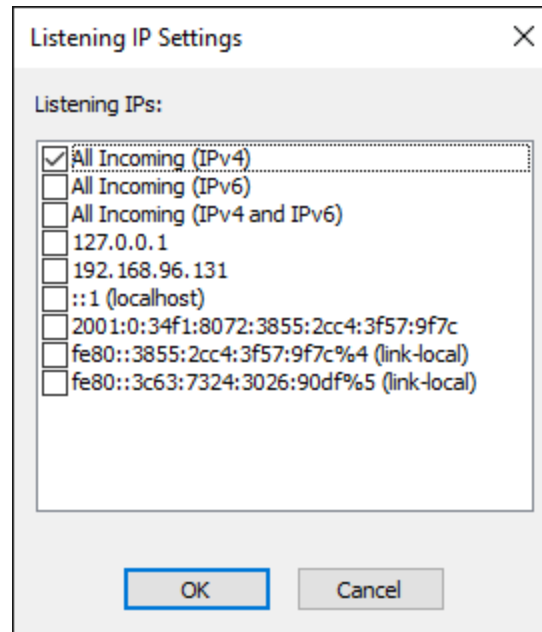 Listening IP Settings
Listening IPs:
All Incoming (IPv4)
All Incoming (IPv6)
All Incoming (IPv4 and IPv6)
127.0.0.1
192.168.96.131
::1 (localhost)
2001:0:34f1:8072:3855:2cc4:3f57:9f7c
fe80::3855:2cc4:3f57:9f7c%4 (link-local)
fe80::3c63:7324:3026:90df%5 (link-local)
OK
Cancel